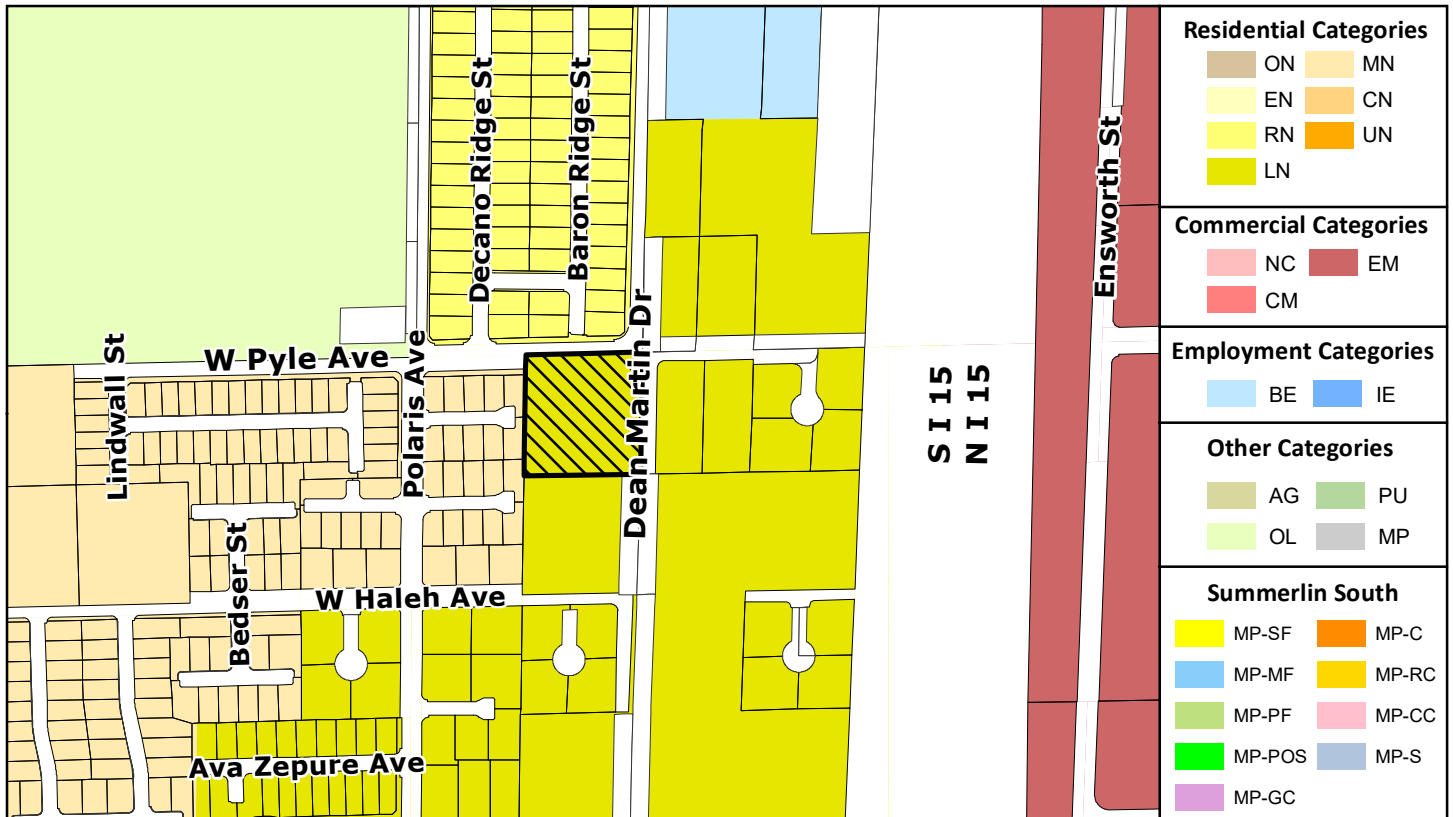 Decano Ridge St
Baron Ridge St
Ensworth St
Lindwall St
W Pyle Ave
Polaris Ave
Dean Martin Dr
S I 15
N I 15
Bedser St
W Haleh Ave
Ava Zepure Ave
Residential Categories
ON MN
EN CN
RN UN
LN
Commercial Categories
NC EM
CM
Employment Categories
BE IE
Other Categories
AG PU
OL MP
Summerlin South
MP-SF MP-C
MP-MF MP-RC
MP-PF MP-CC
MP-POS MP-S
MP-GC